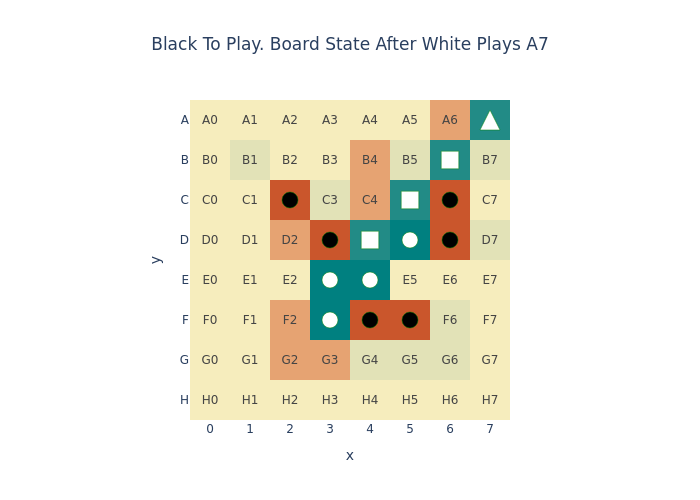 Black To Play. Board State After White Plays A7
A A0 A1 A2 A3 A4 A5 A6
B B0 B1 B2 B3 B4 B5 B7
C C0 C1 C3 C4 C7
D D0 D1 D2 D7
y
E E0 E1 E2 E5 E6 E7
F F0 F1 F2 F6 F7
G G0 G1 G2 G3 G4 G5 G6 G7
H H0 H1 H2 H3 H4 H5 H6 H7
0 1 2 3 4 5 6 7
x